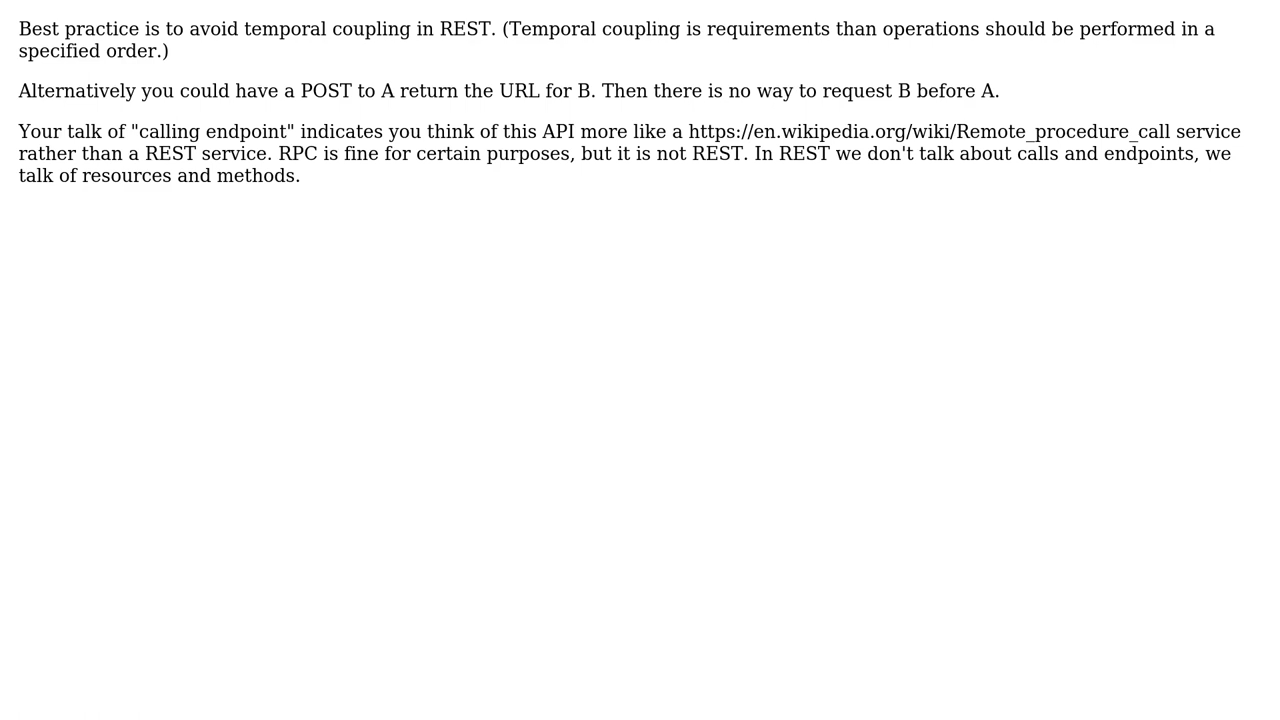 Best practice is to avoid temporal coupling in REST. (Temporal coupling is requirements than operations should be performed in a
specified order.)
Alternatively you could have a POST to A return the URL for B. Then there is no way to request B before A.
Your talk of "calling endpoint" indicates you think of this API more like a https://en.wikipedia.org/wiki/Remote_procedure_call service
rather than a REST service. RPC is fine for certain purposes, but it is not REST. In REST we don't talk about calls and endpoints, we
talk of resources and methods.